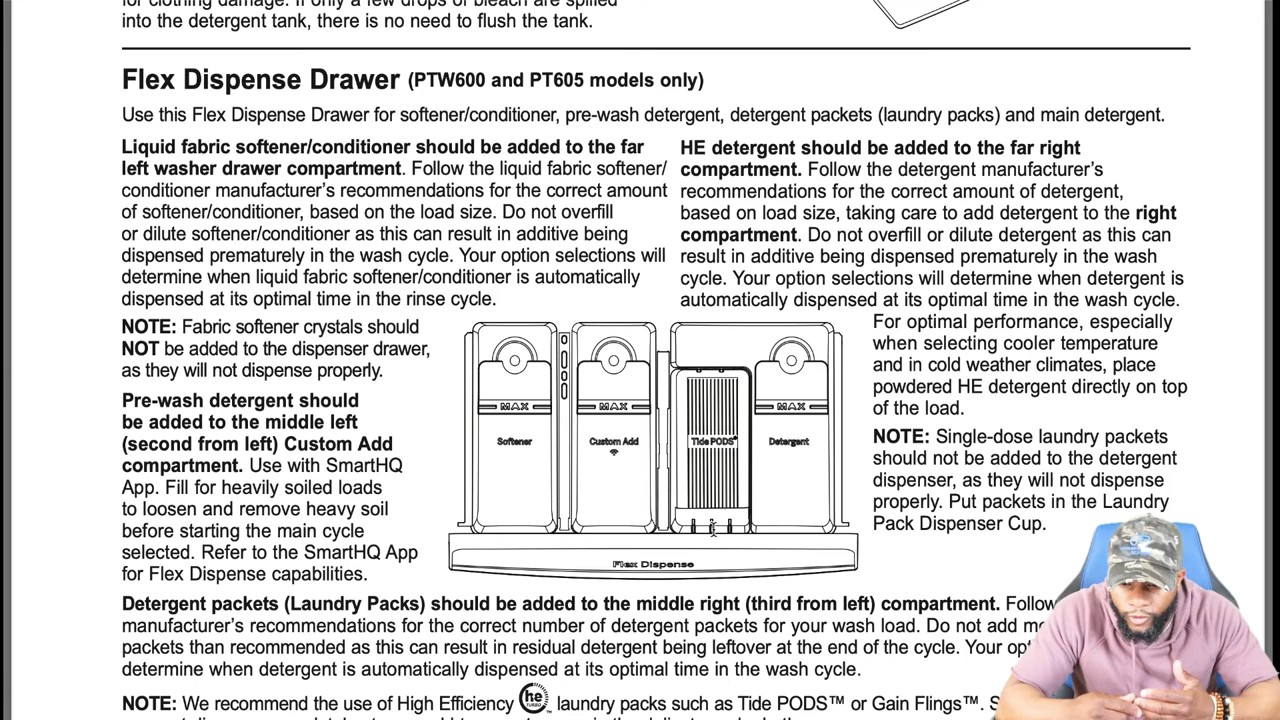 for clothing damage. If only a few drops of bleach are spilled
into the detergent tank, there is no need to flush the tank.
Flex Dispense Drawer (PTW600 and PT605 models only)
Use this Flex Dispense Drawer for softener/conditioner, pre-wash detergent, detergent packets (laundry packs) and main detergent.
Liquid fabric softener/conditioner should be added to the far
left washer drawer compartment. Follow the liquid fabric softener/
conditioner manufacturer's recommendations for the correct amount
of softener/conditioner, based on the load size. Do not overfill
or dilute softener/conditioner as this can result in additive being
dispensed prematurely in the wash cycle. Your option selections will
determine when liquid fabric softener/conditioner is automatically
dispensed at its optimal time in the rinse cycle.
NOTE: Fabric softener crystals should
NOT be added to the dispenser drawer,
as they will not dispense properly.
Pre-wash detergent should
be added to the middle left
(second from left) Custom Add
compartment. Use with SmartHQ
App. Fill for heavily soiled loads
to loosen and remove heavy soil
before starting the main cycle
selected. Refer to the SmartHQ App
for Flex Dispense capabilities.
MAX
Softener
MAX
Custom Add
Tide PODS®
MAX
Detergent
Flex Dispense
HE detergent should be added to the far right
compartment. Follow the detergent manufacturer's
recommendations for the correct amount of detergent,
based on load size, taking care to add detergent to the right
compartment. Do not overfill or dilute detergent as this can
result in additive being dispensed prematurely in the wash
cycle. Your option selections will determine when detergent is
automatically dispensed at its optimal time in the wash cycle.
For optimal performance, especially
when selecting cooler temperature
and in cold weather climates, place
powdered HE detergent directly on top
of the load.
NOTE: Single-dose laundry packets
should not be added to the detergent
dispenser, as they will not dispense
properly. Put packets in the Laundry
Pack Dispenser Cup.
Detergent packets (Laundry Packs) should be added to the middle right (third from left) compartment. Follow
manufacturer's recommendations for the correct number of detergent packets for your wash load. Do not add
packets than recommended as this can result in residual detergent being leftover at the end of the cycle. Your
determine when detergent is automatically dispensed at its optimal time in the wash cycle.
NOTE: We recommend the use of High Efficiency he TURBO™ laundry packs such as Tide PODS™ or Gain Flings™.